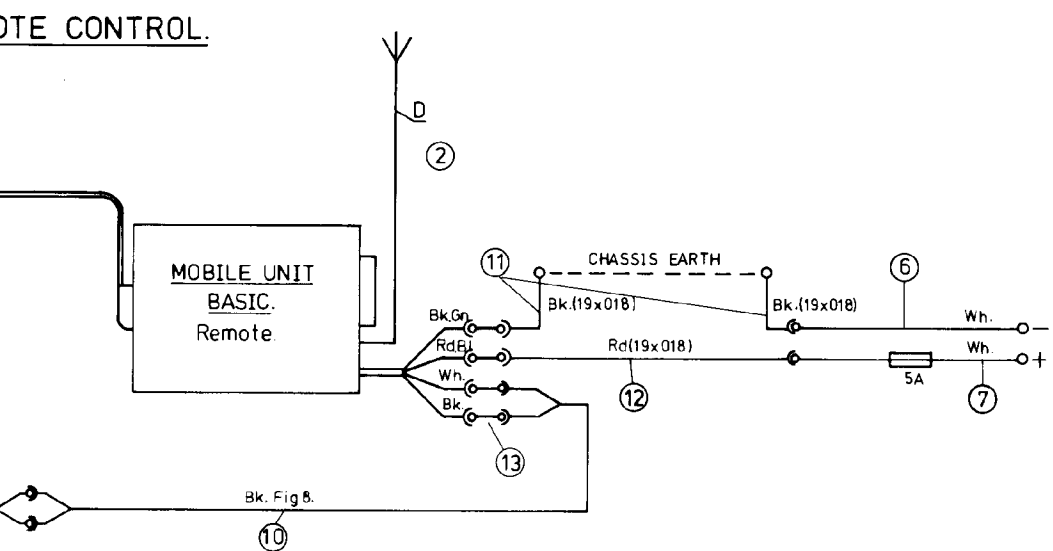 OTE CONTROL.
D
2
MOBILE UNIT
BASIC.
Remote.
11
CHASSIS EARTH
6
Bk.(19x018)
Bk.(19x018)
Bk.Gn.
Wh.
−
Rd.Bl.
Rd(19x018)
Wh.
+
5A
Wh.
12
7
Bk.
13
Bk. Fig 8.
10